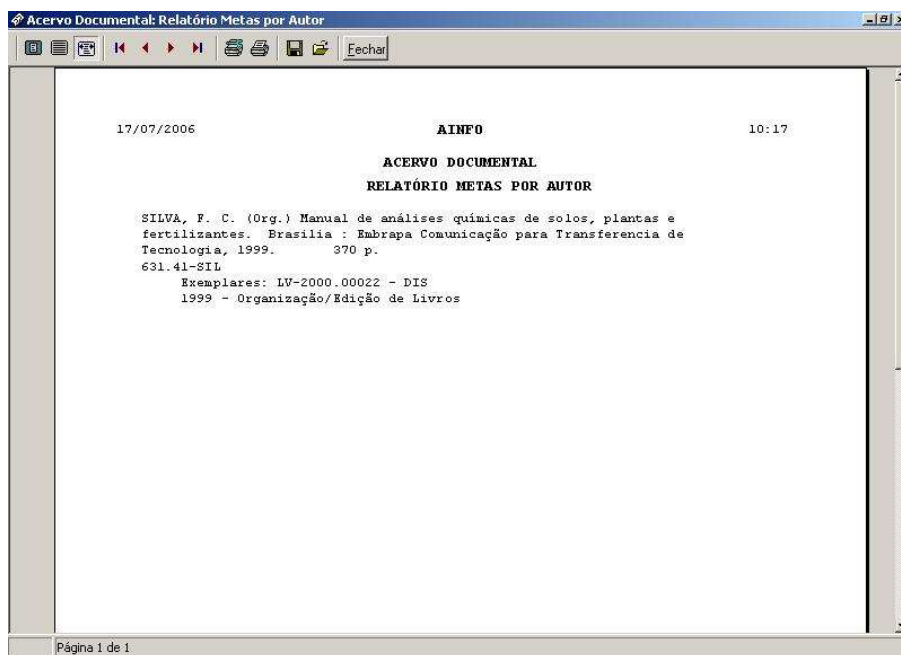 Acervo Documental: Relatório Metas por Autor
Fechar
17/07/2006 AINFO 10:17
ACERVO DOCUMENTAL
RELATÓRIO METAS POR AUTOR
SILVA, F. C. (Org.) Manual de análises químicas de solos, plantas e
fertilizantes. Brasilia : Embrapa Comunicação para Transferencia de
Tecnologia, 1999. 370 p.
631.41-SIL
Exemplares: LV-2000.00022 - DIS
1999 - Organização/Edição de Livros
Página 1 de 1